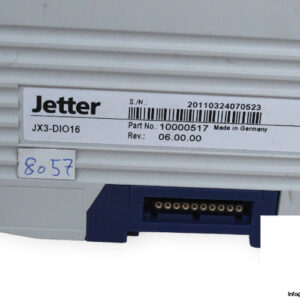 Jetter
S./N.:
20110324070523
JX3-DIO16
Part No.: 10000517 Made in Germany
Rev.: 06.00.00
8057